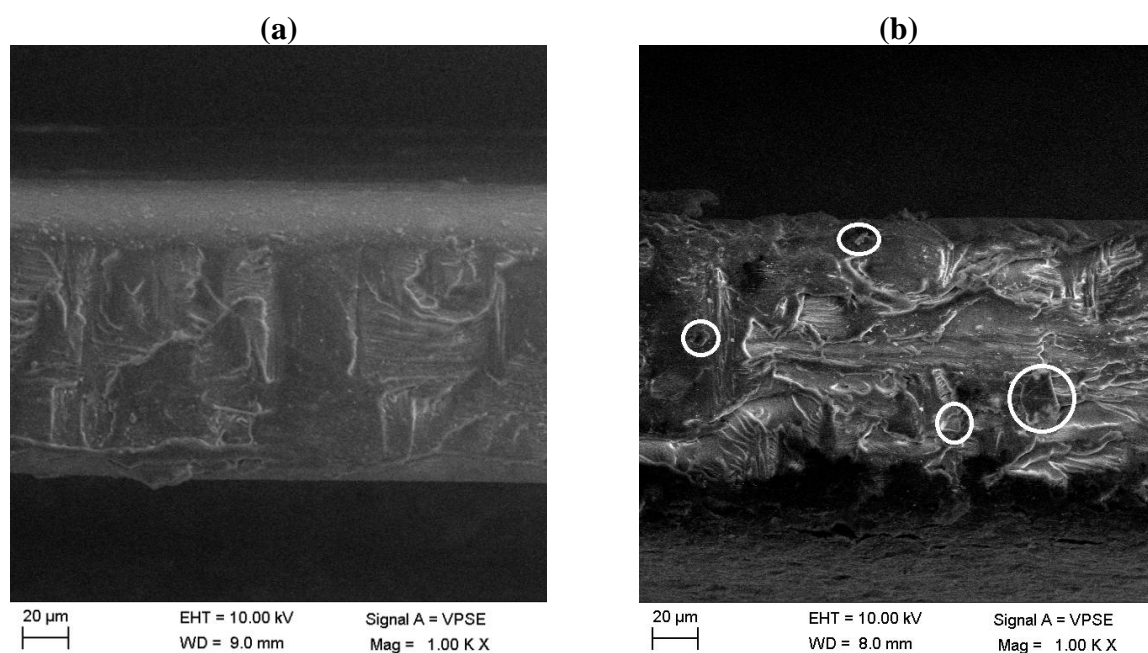 (a)
(b)
20 µm
EHT = 10.00 kV
Signal A = VPSE
WD = 9.0 mm
Mag = 1.00 K X
20 µm
EHT = 10.00 kV
Signal A = VPSE
WD = 8.0 mm
Mag = 1.00 K X